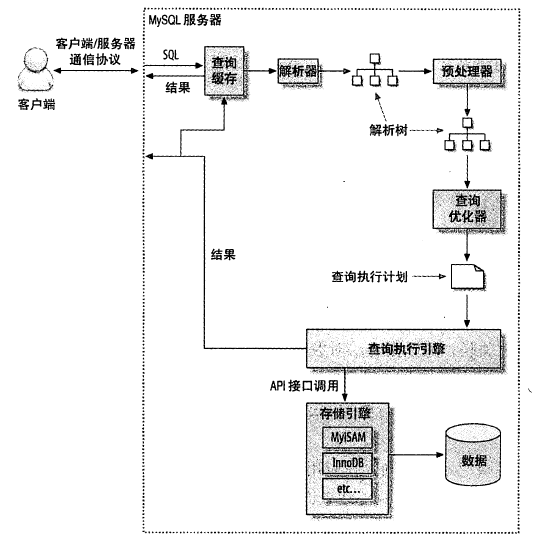 MySQL 服务器
客户端/服务器
通信协议
SQL
结果
客户端
查询
缓存
解析器
预处理器
解析树
查询
优化器
结果
查询执行计划
查询执行引擎
API 接口调用
存储引擎
MyISAM
InnoDB
etc...
数据